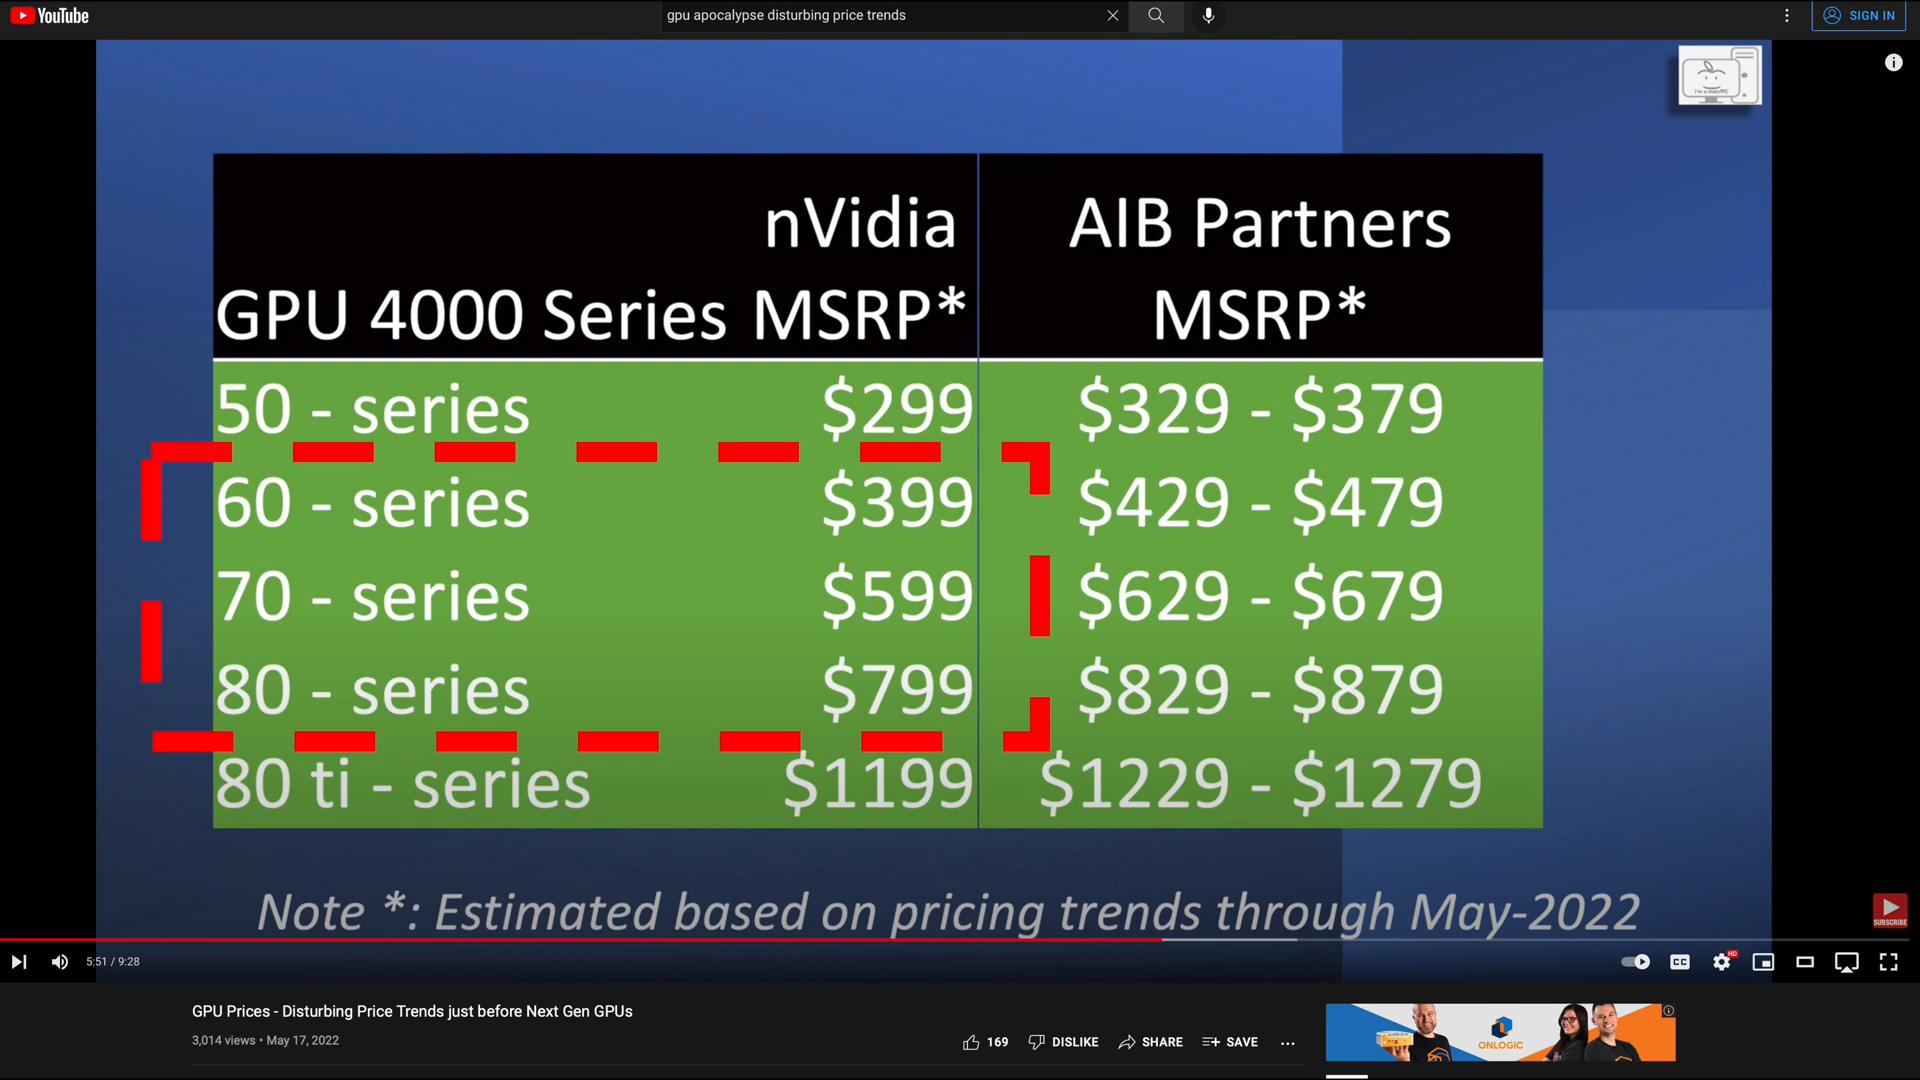 YouTube
gpu apocalypse disturbing price trends
SIGN IN
I'm a mac/PC
nVidia AIB Partners
GPU 4000 Series MSRP* MSRP*
50 - series $299 $329 - $379
60 - series $399 $429 - $479
70 - series $599 $629 - $679
80 - series $799 $829 - $879
80 ti - series $1199 $1229 - $1279
Note *: Estimated based on pricing trends through May-2022
SUBSCRIBE
5:51 / 9:28
CC
HD
GPU Prices - Disturbing Price Trends just before Next Gen GPUs
3,014 views • May 17, 2022
169 DISLIKE SHARE SAVE ...
ONLOGIC